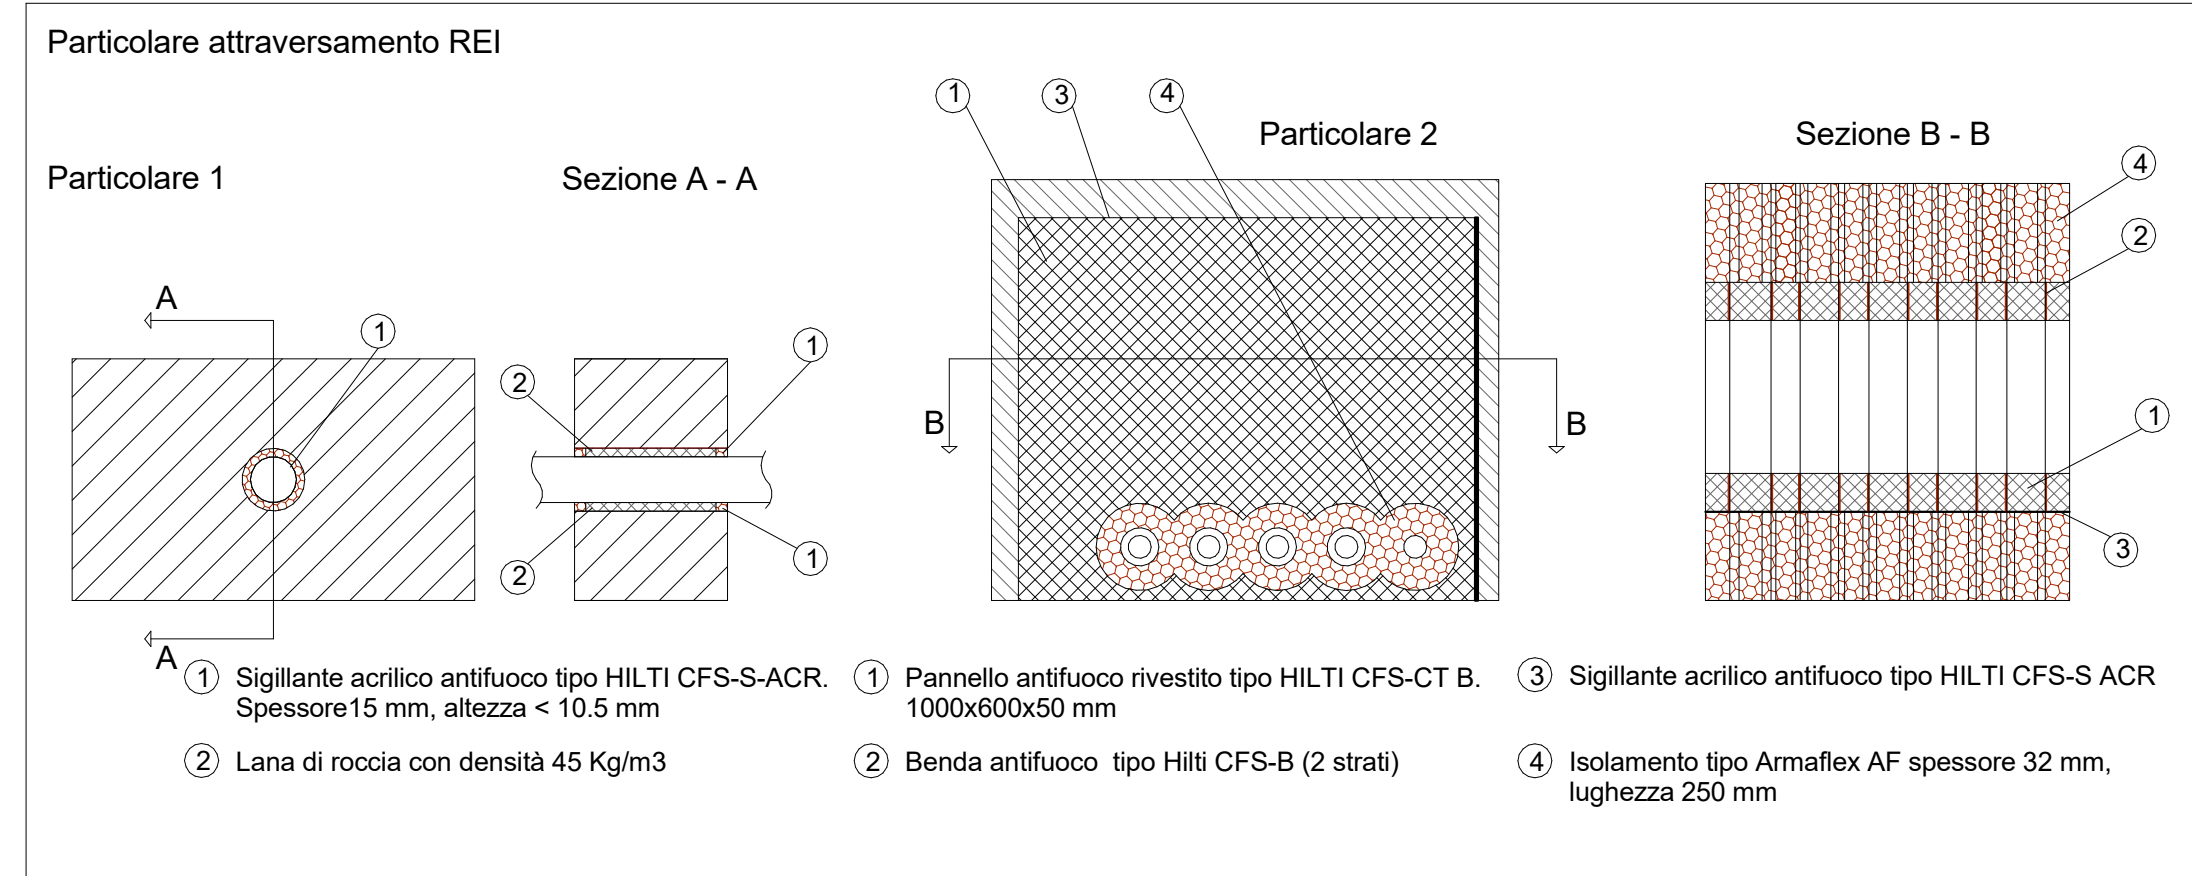 Particolare attraversamento REI
Particolare 1
Sezione A - A
Particolare 2
Sezione B - B
1
3
4
4
2
A
1
2
1
B
B
1
2
1
3
A
1 Sigillante acrilico antifuoco tipo HILTI CFS-S-ACR.
Spessore15 mm, altezza < 10.5 mm
2 Lana di roccia con densità 45 Kg/m3
1 Pannello antifuoco rivestito tipo HILTI CFS-CT B.
1000x600x50 mm
2 Benda antifuoco  tipo Hilti CFS-B (2 strati)
3 Sigillante acrilico antifuoco tipo HILTI CFS-S ACR
4 Isolamento tipo Armaflex AF spessore 32 mm,
lughezza 250 mm